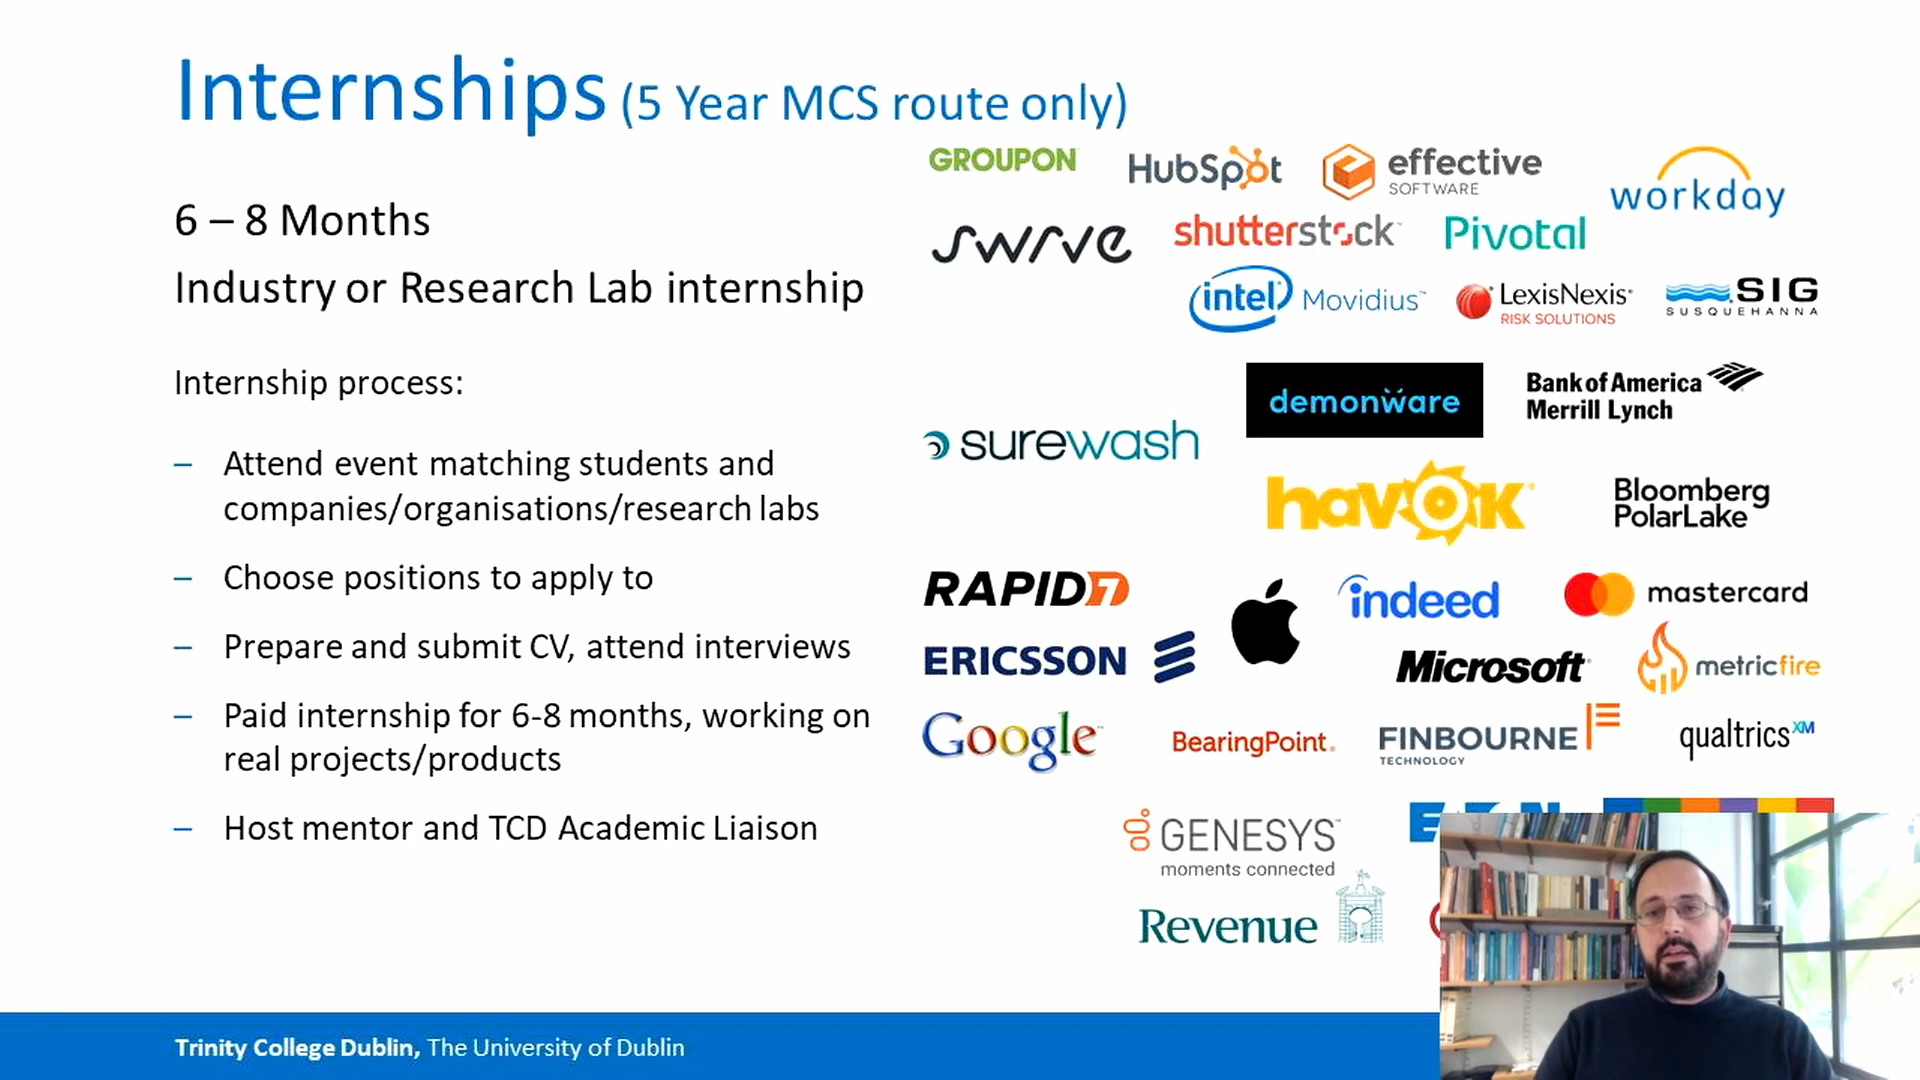 Internships (5 Year MCS route only)
6 – 8 Months
Industry or Research Lab internship
Internship process:
– Attend event matching students and
companies/organisations/research labs
– Choose positions to apply to
– Prepare and submit CV, attend interviews
– Paid internship for 6-8 months, working on
real projects/products
– Host mentor and TCD Academic Liaison
GROUPON
HubSpot
effective
SOFTWARE
workday
swrve
shutterstock
Pivotal
intel Movidius™
LexisNexis®
RISK SOLUTIONS
SIG
SUSQUEHANNA
demonware
Bank of America
Merrill Lynch
surewash
havok
Bloomberg
PolarLake
RAPID7
indeed
mastercard
ERICSSON
Microsoft
metricfire
Google™
BearingPoint®
FINBOURNE
TECHNOLOGY
qualtrics XM
GENESYS™
moments connected
Revenue
Trinity College Dublin, The University of Dublin